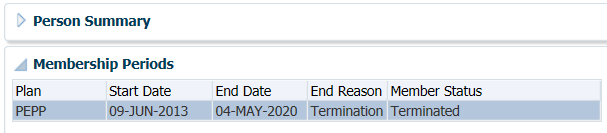 Person Summary
Membership Periods
Plan Start Date End Date End Reason Member Status
PEPP 09-JUN-2013 04-MAY-2020 Termination Terminated